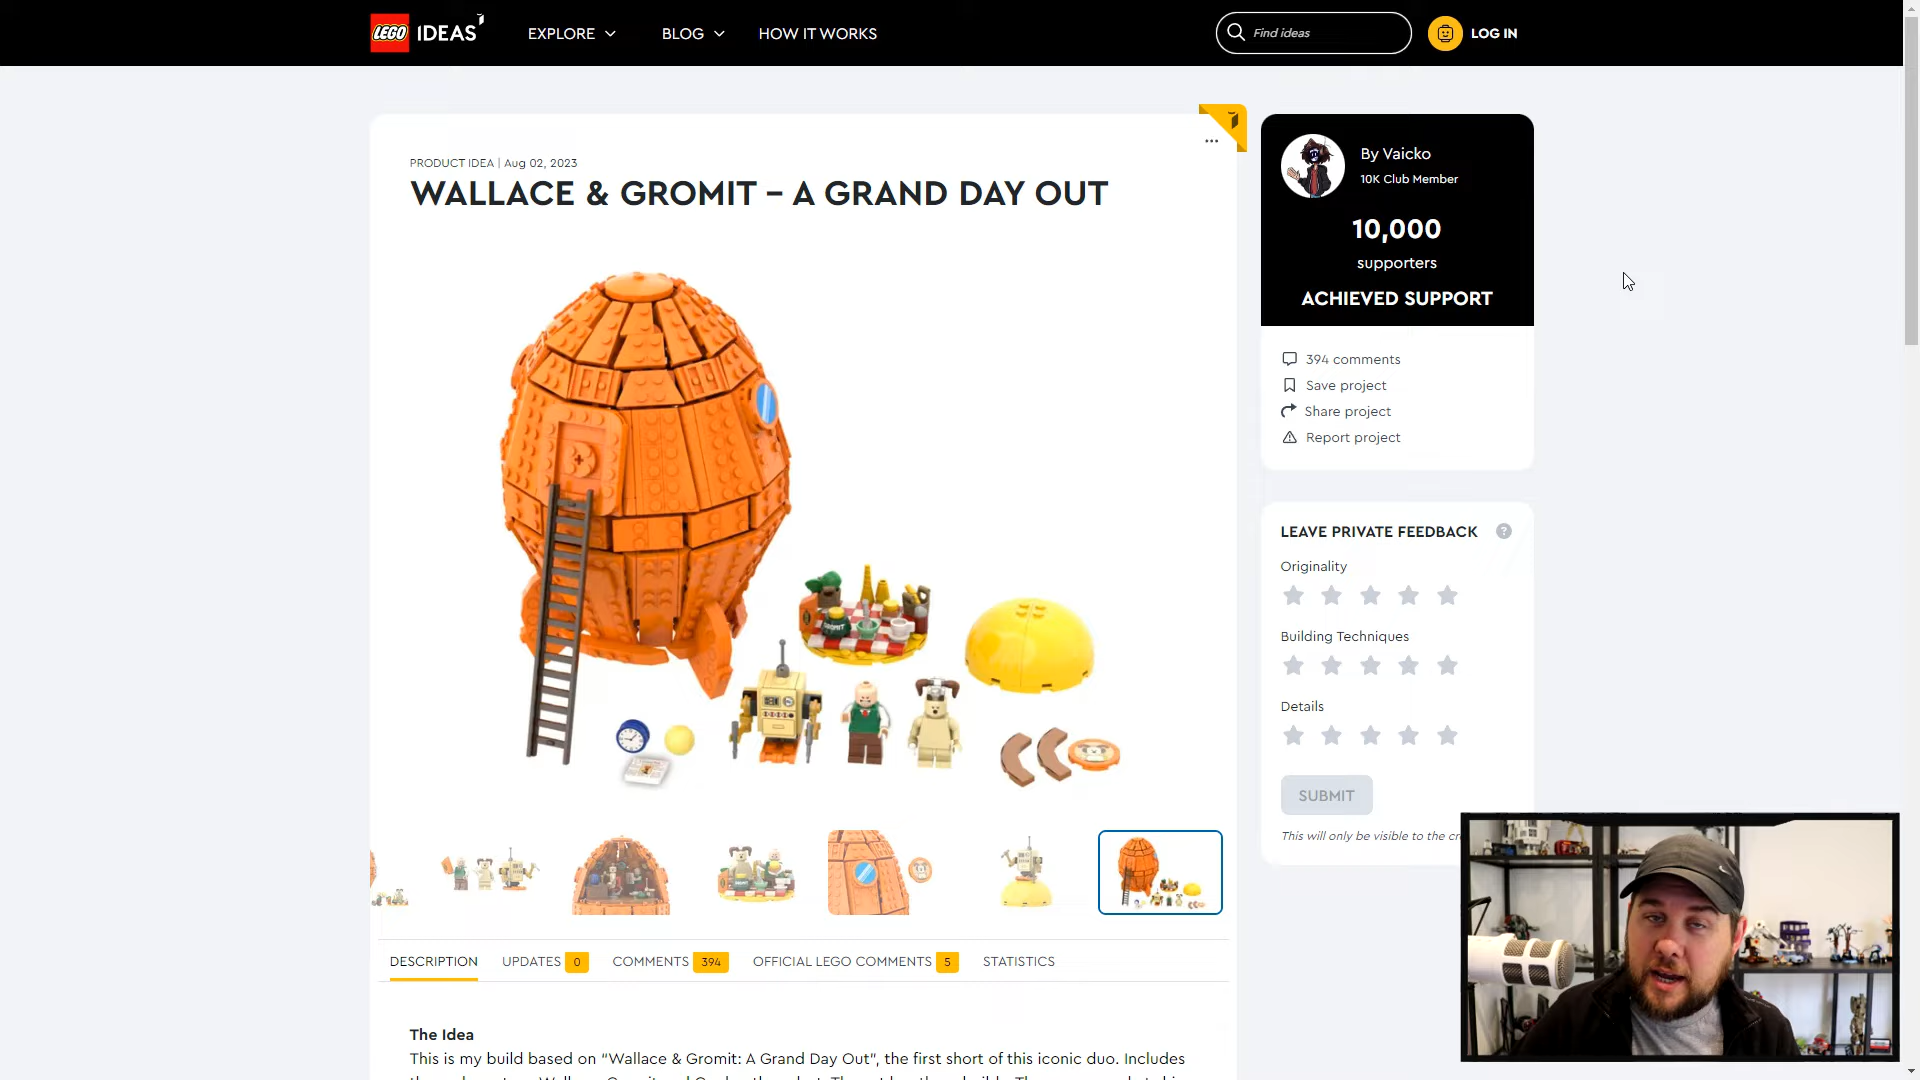 LEGO IDEAS EXPLORE BLOG HOW IT WORKS Find ideas LOG IN
PRODUCT IDEA | Aug 02, 2023
WALLACE & GROMIT – A GRAND DAY OUT
By Vaicko
10K Club Member
10,000
supporters
ACHIEVED SUPPORT
394 comments
Save project
Share project
Report project
LEAVE PRIVATE FEEDBACK ?
Originality
Building Techniques
Details
SUBMIT
This will only be visible to the
DESCRIPTION UPDATES 0 COMMENTS 394 OFFICIAL LEGO COMMENTS 5 STATISTICS
The Idea
This is my build based on “Wallace & Gromit: A Grand Day Out”, the first short of this iconic duo. Includes